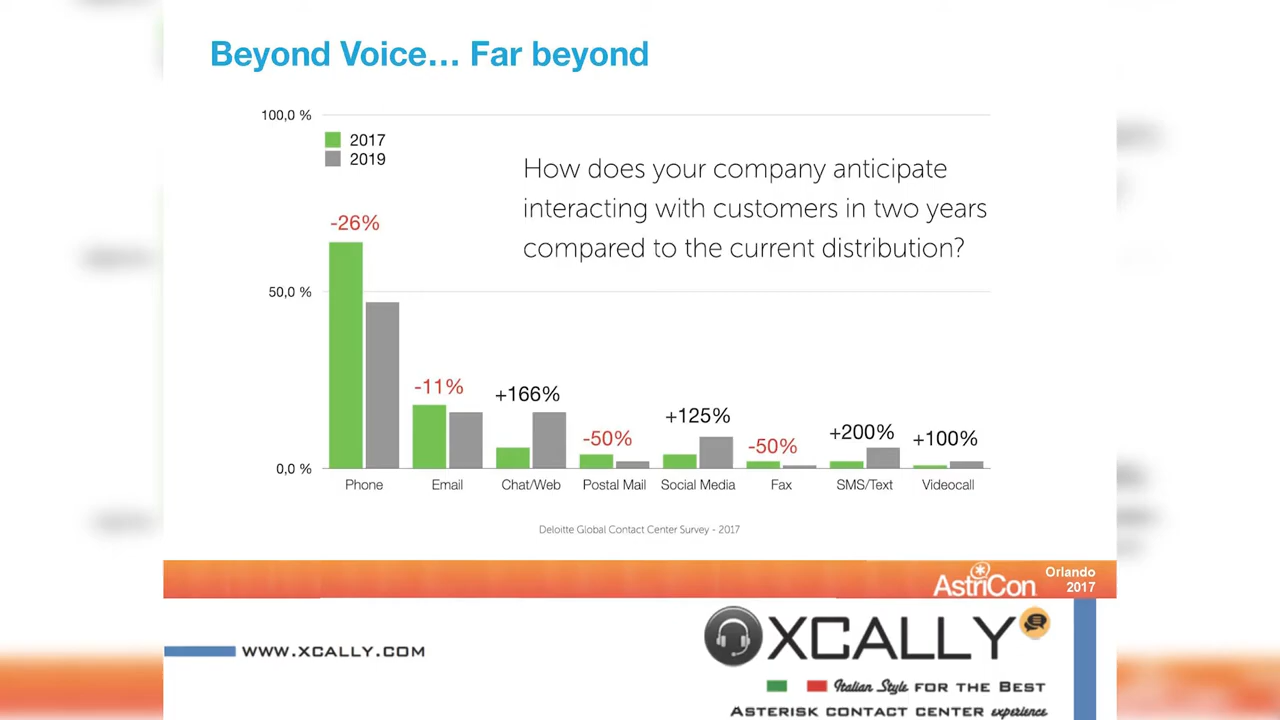 Beyond Voice... Far beyond
100,0 %
2017
2019
How does your company anticipate
interacting with customers in two years
compared to the current distribution?
-26%
50,0 %
-11%
+166%
-50%
+125%
-50%
+200%
+100%
0,0 %
Phone
Email
Chat/Web
Postal Mail
Social Media
Fax
SMS/Text
Videocall
Deloitte Global Contact Center Survey - 2017
AstriCon
Orlando
2017
WWW.XCALLY.COM
XCALLY
Italian Style FOR THE BEST
ASTERISK CONTACT CENTER experience